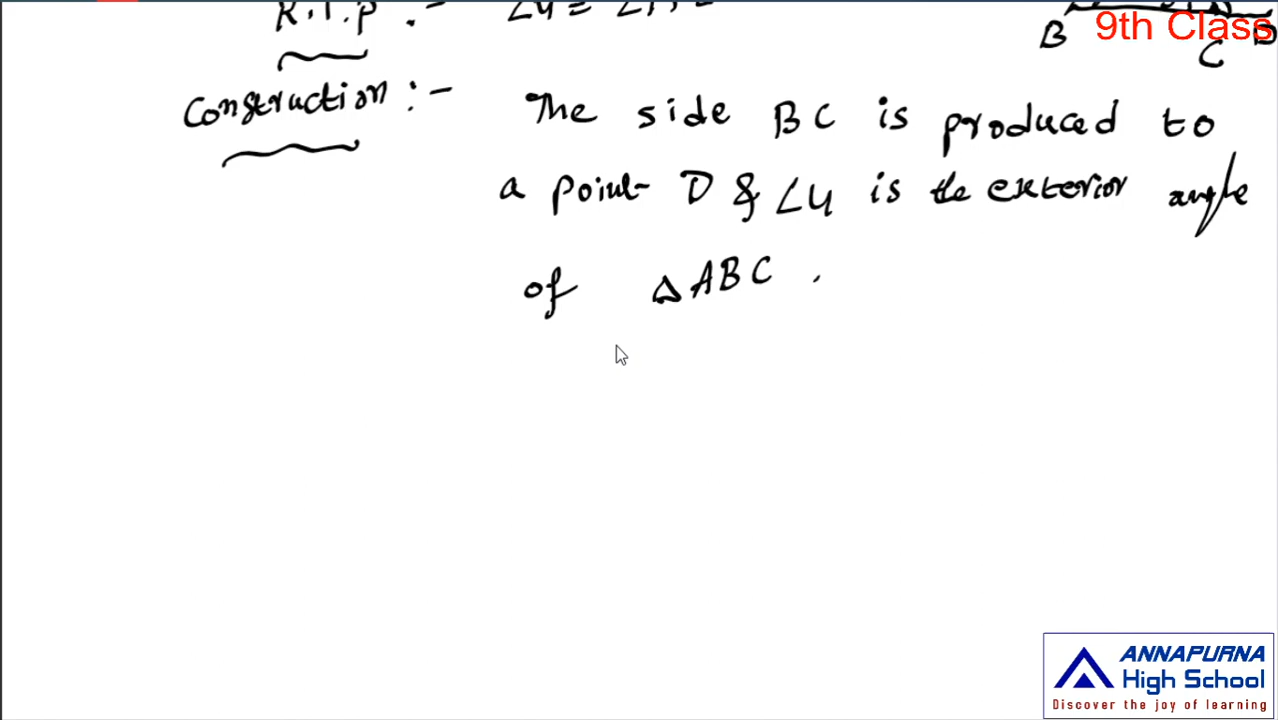 R.T.P :-
9th Class
B
C
D
Construction :- The side BC is produced to
a point D & ∠4 is the exterior angle
of △ABC .
ANNAPURNA
High School
Discover the joy of learning